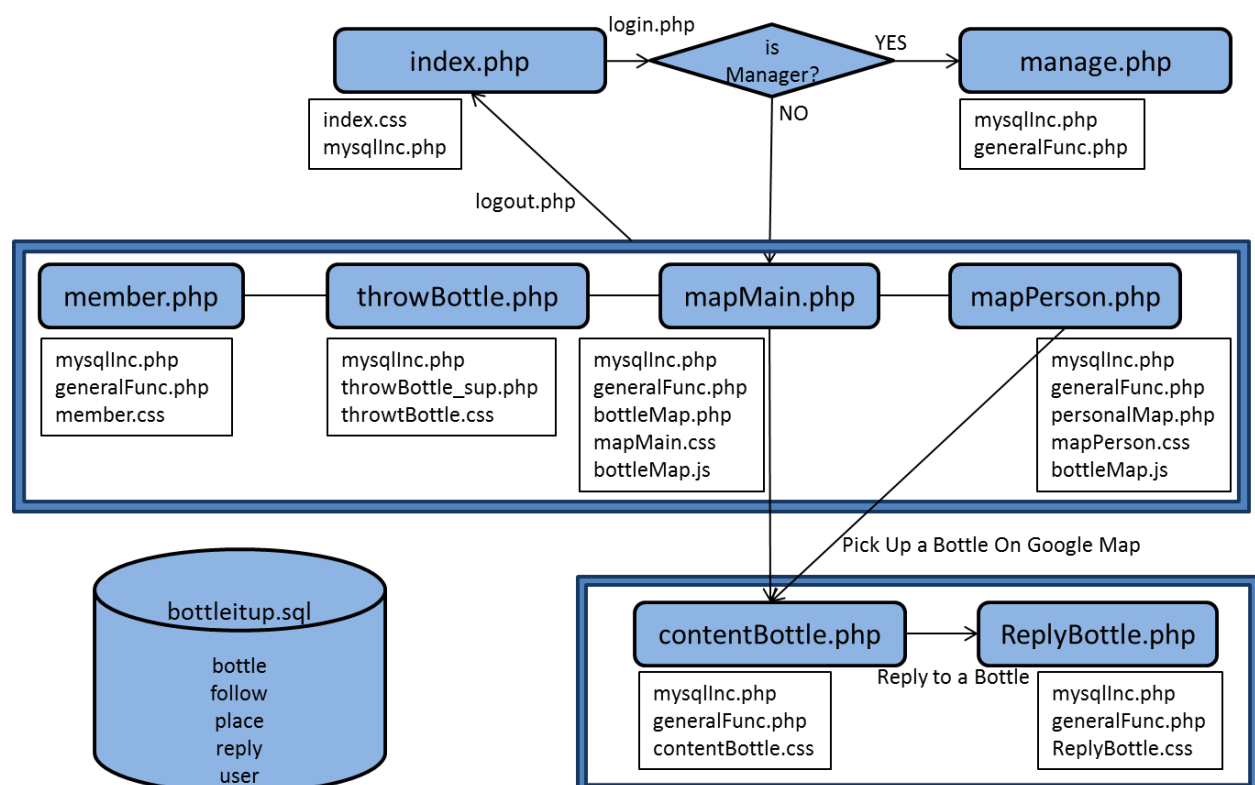 login.php
index.php
is
Manager?
YES
manage.php
NO
index.css
mysqlInc.php
mysqlInc.php
generalFunc.php
logout.php
member.php
throwBottle.php
mapMain.php
mapPerson.php
mysqlInc.php
generalFunc.php
member.css
mysqlInc.php
throwBottle_sup.php
throwtBottle.css
mysqlInc.php
generalFunc.php
bottleMap.php
mapMain.css
bottleMap.js
mysqlInc.php
generalFunc.php
personalMap.php
mapPerson.css
bottleMap.js
Pick Up a Bottle On Google Map
bottleitup.sql
bottle
follow
place
reply
user
contentBottle.php
ReplyBottle.php
Reply to a Bottle
mysqlInc.php
generalFunc.php
contentBottle.css
mysqlInc.php
generalFunc.php
ReplyBottle.css